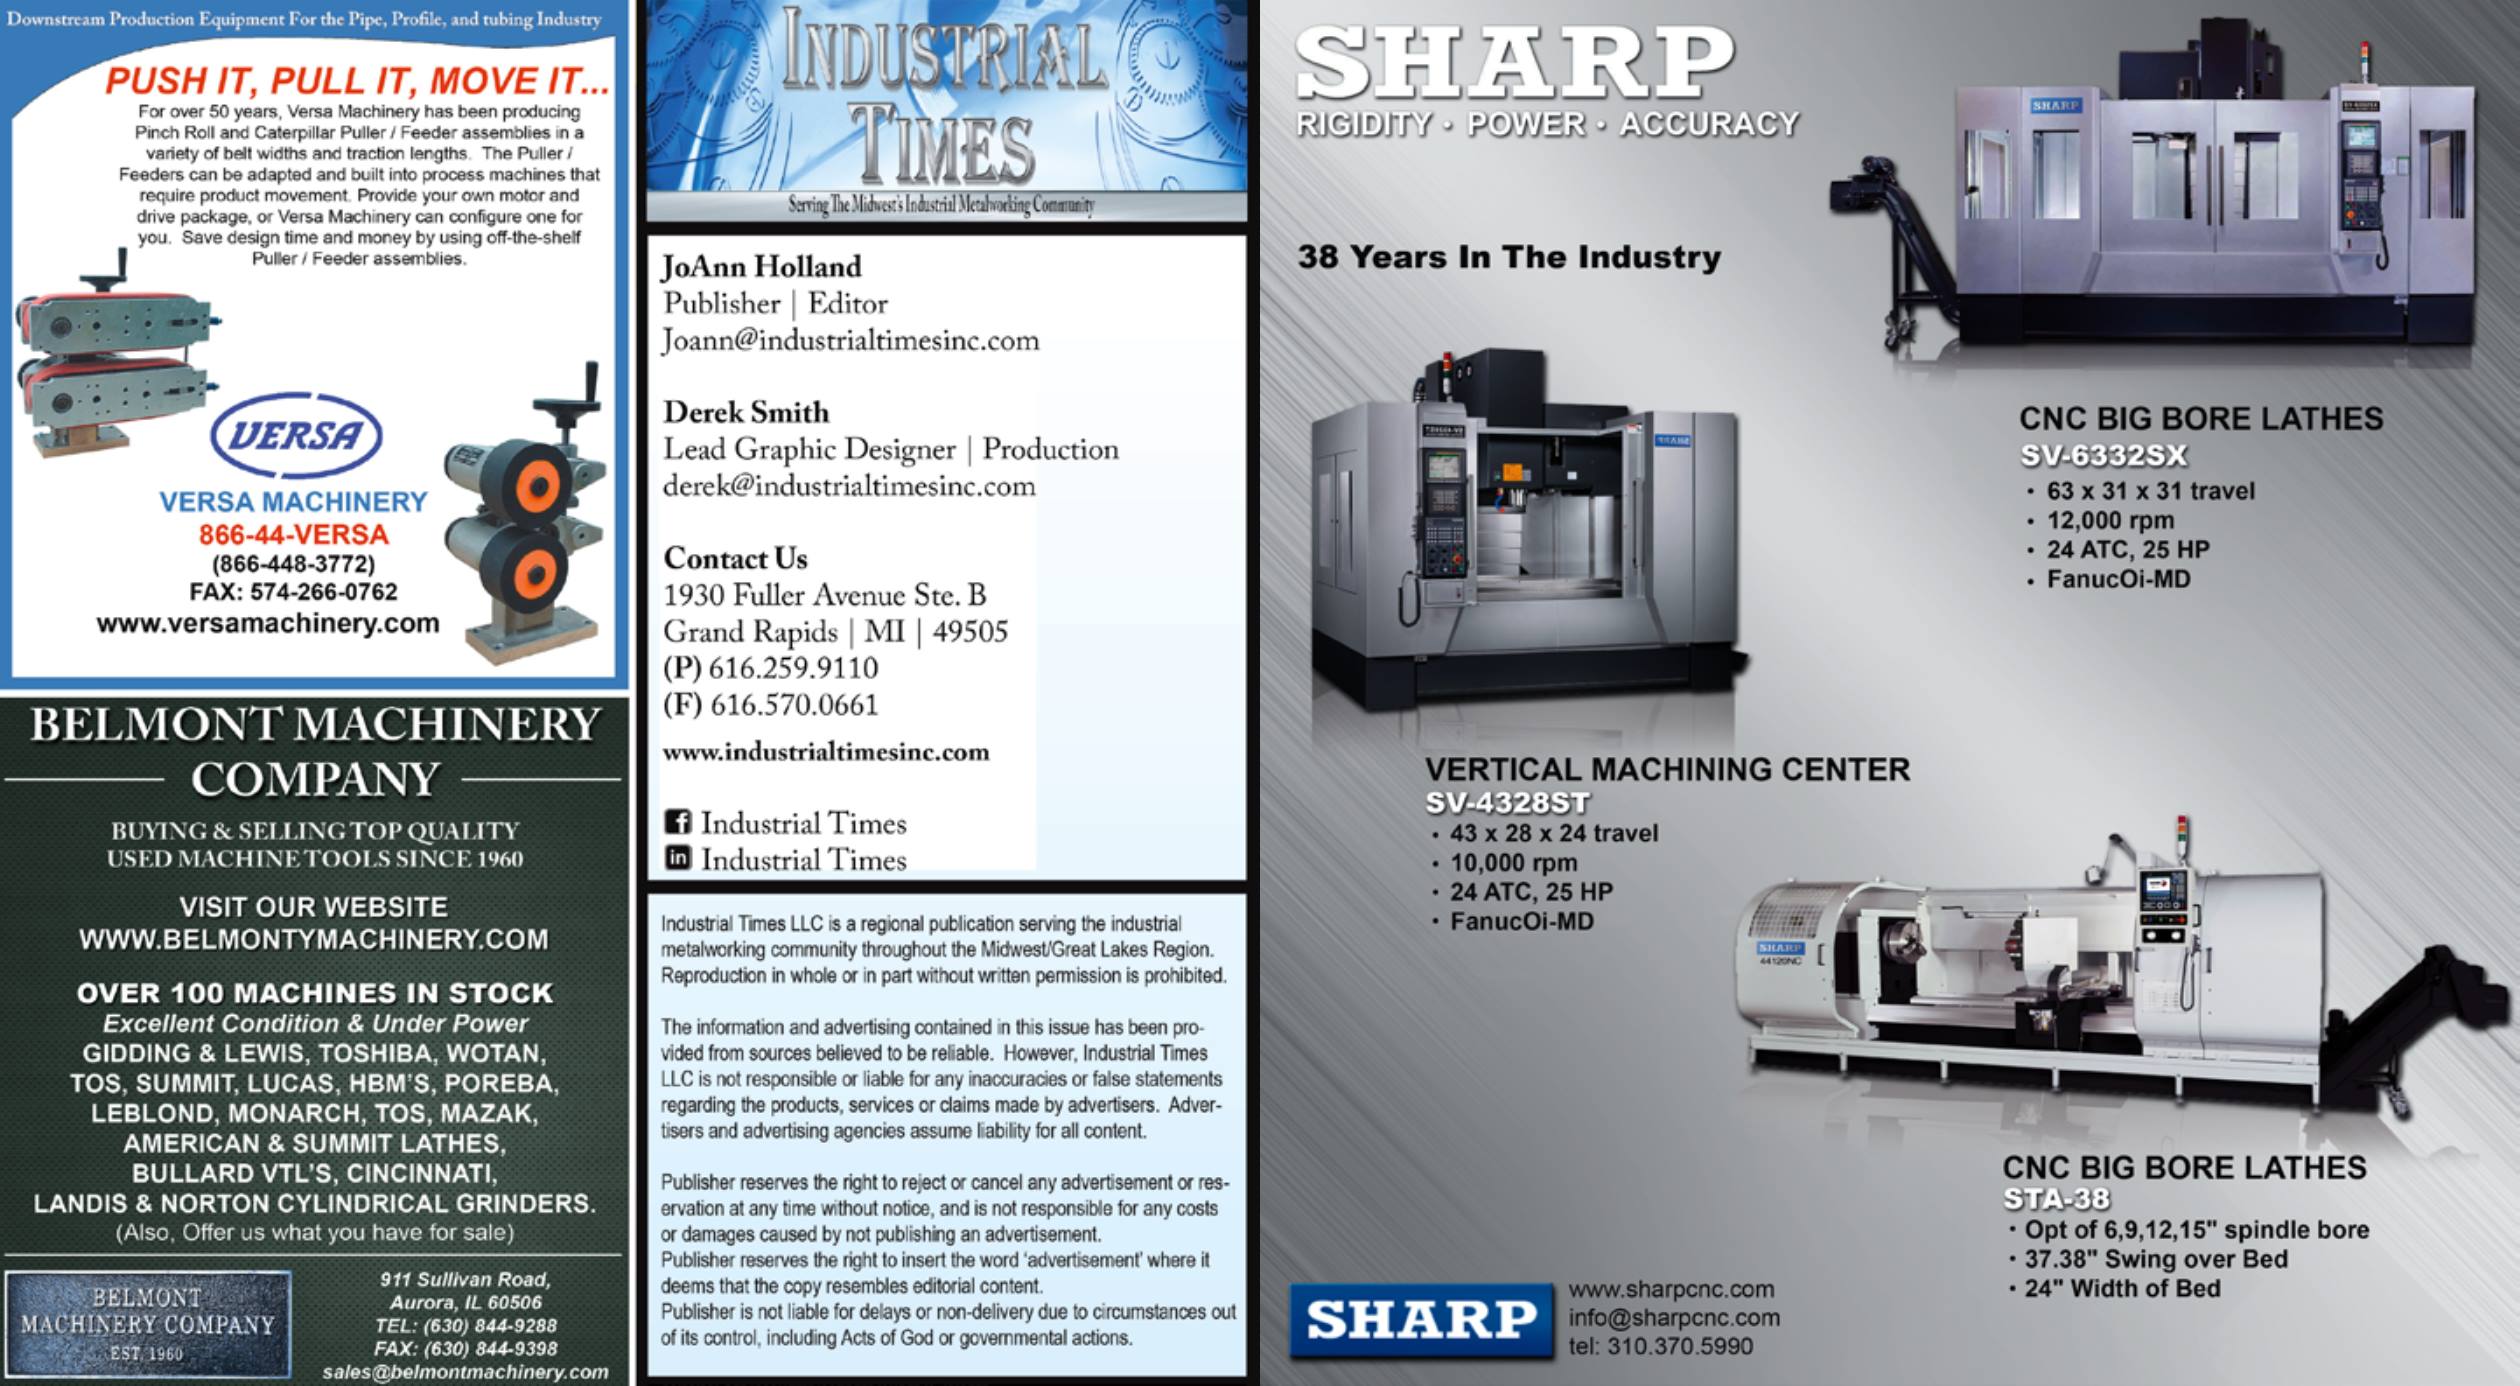 Downstream Production Equipment For the Pipe, Profile, and tubing Industry
PUSH IT, PULL IT, MOVE IT...
For over 50 years, Versa Machinery has been producing
Pinch Roll and Caterpillar Puller / Feeder assemblies in a
variety of belt widths and traction lengths. The Puller /
Feeders can be adapted and built into process machines that
require product movement. Provide your own motor and
drive package, or Versa Machinery can configure one for
you. Save design time and money by using off-the-shelf
Puller / Feeder assemblies.
VERSA
VERSA MACHINERY
866-44-VERSA
(866-448-3772)
FAX: 574-266-0762
www.versamachinery.com
BELMONT MACHINERY
COMPANY
BUYING & SELLING TOP QUALITY
USED MACHINE TOOLS SINCE 1960
VISIT OUR WEBSITE
WWW.BELMONTYMACHINERY.COM
OVER 100 MACHINES IN STOCK
Excellent Condition & Under Power
GIDDING & LEWIS, TOSHIBA, WOTAN,
TOS, SUMMIT, LUCAS, HBM'S, POREBA,
LEBLOND, MONARCH, TOS, MAZAK,
AMERICAN & SUMMIT LATHES,
BULLARD VTL'S, CINCINNATI,
LANDIS & NORTON CYLINDRICAL GRINDERS.
(Also, Offer us what you have for sale)
BELMONT
MACHINERY COMPANY
EST. 1960
911 Sullivan Road,
Aurora, IL 60506
TEL: (630) 844-9288
FAX: (630) 844-9398
sales@belmontmachinery.com
INDUSTRIAL
TIMES
Serving The Midwest's Industrial Metalworking Community
JoAnn Holland
Publisher | Editor
Joann@industrialtimesinc.com
Derek Smith
Lead Graphic Designer | Production
derek@industrialtimesinc.com
Contact Us
1930 Fuller Avenue Ste. B
Grand Rapids | MI | 49505
(P) 616.259.9110
(F) 616.570.0661
www.industrialtimesinc.com
f Industrial Times
in Industrial Times
Industrial Times LLC is a regional publication serving the industrial
metalworking community throughout the Midwest/Great Lakes Region.
Reproduction in whole or in part without written permission is prohibited.
The information and advertising contained in this issue has been pro-
vided from sources believed to be reliable. However, Industrial Times
LLC is not responsible or liable for any inaccuracies or false statements
regarding the products, services or claims made by advertisers. Adver-
tisers and advertising agencies assume liability for all content.
Publisher reserves the right to reject or cancel any advertisement or res-
ervation at any time without notice, and is not responsible for any costs
or damages caused by not publishing an advertisement.
Publisher reserves the right to insert the word 'advertisement' where it
deems that the copy resembles editorial content.
Publisher is not liable for delays or non-delivery due to circumstances out
of its control, including Acts of God or governmental actions.
SHARP
RIGIDITY · POWER · ACCURACY
38 Years In The Industry
SHARP
CNC BIG BORE LATHES
SV-6332SX
• 63 x 31 x 31 travel
• 12,000 rpm
• 24 ATC, 25 HP
• FanucOi-MD
SHARP
VERTICAL MACHINING CENTER
SV-4328ST
• 43 x 28 x 24 travel
• 10,000 rpm
• 24 ATC, 25 HP
• FanucOi-MD
SHARP
44120NC
CNC BIG BORE LATHES
STA-38
• Opt of 6,9,12,15" spindle bore
• 37.38" Swing over Bed
• 24" Width of Bed
SHARP
www.sharpcnc.com
info@sharpcnc.com
tel: 310.370.5990